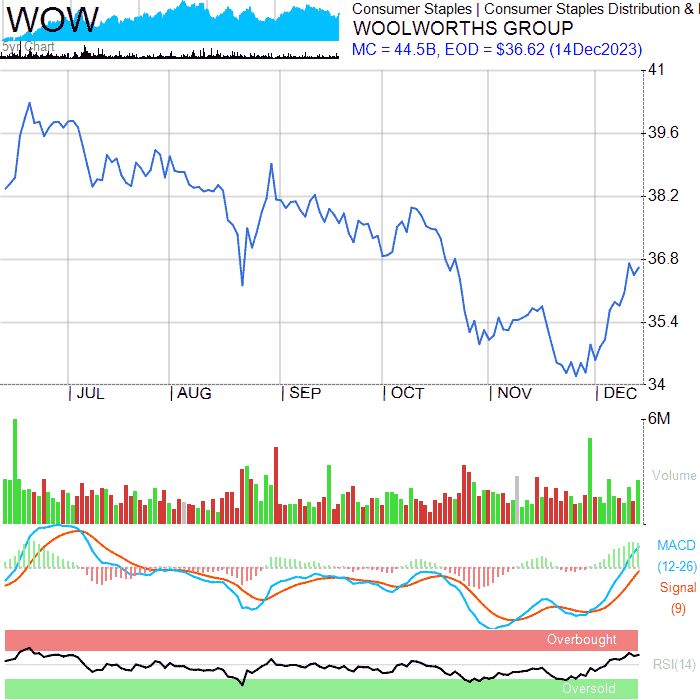 WOW
5yr Chart
Consumer Staples | Consumer Staples Distribution &
WOOLWORTHS GROUP
MC = 44.5B, EOD = $36.62 (14Dec2023)
41
39.6
38.2
36.8
35.4
34
JUL AUG SEP OCT NOV DEC
6M
Volume
MACD
(12-26)
Signal
(9)
Overbought
RSI(14)
Oversold